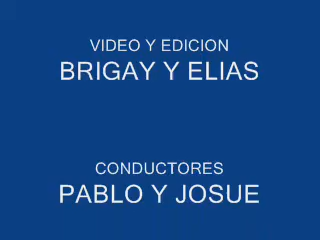 VIDEO Y EDICION
BRIGAY Y ELIAS
CONDUCTORES
PABLO Y JOSUE